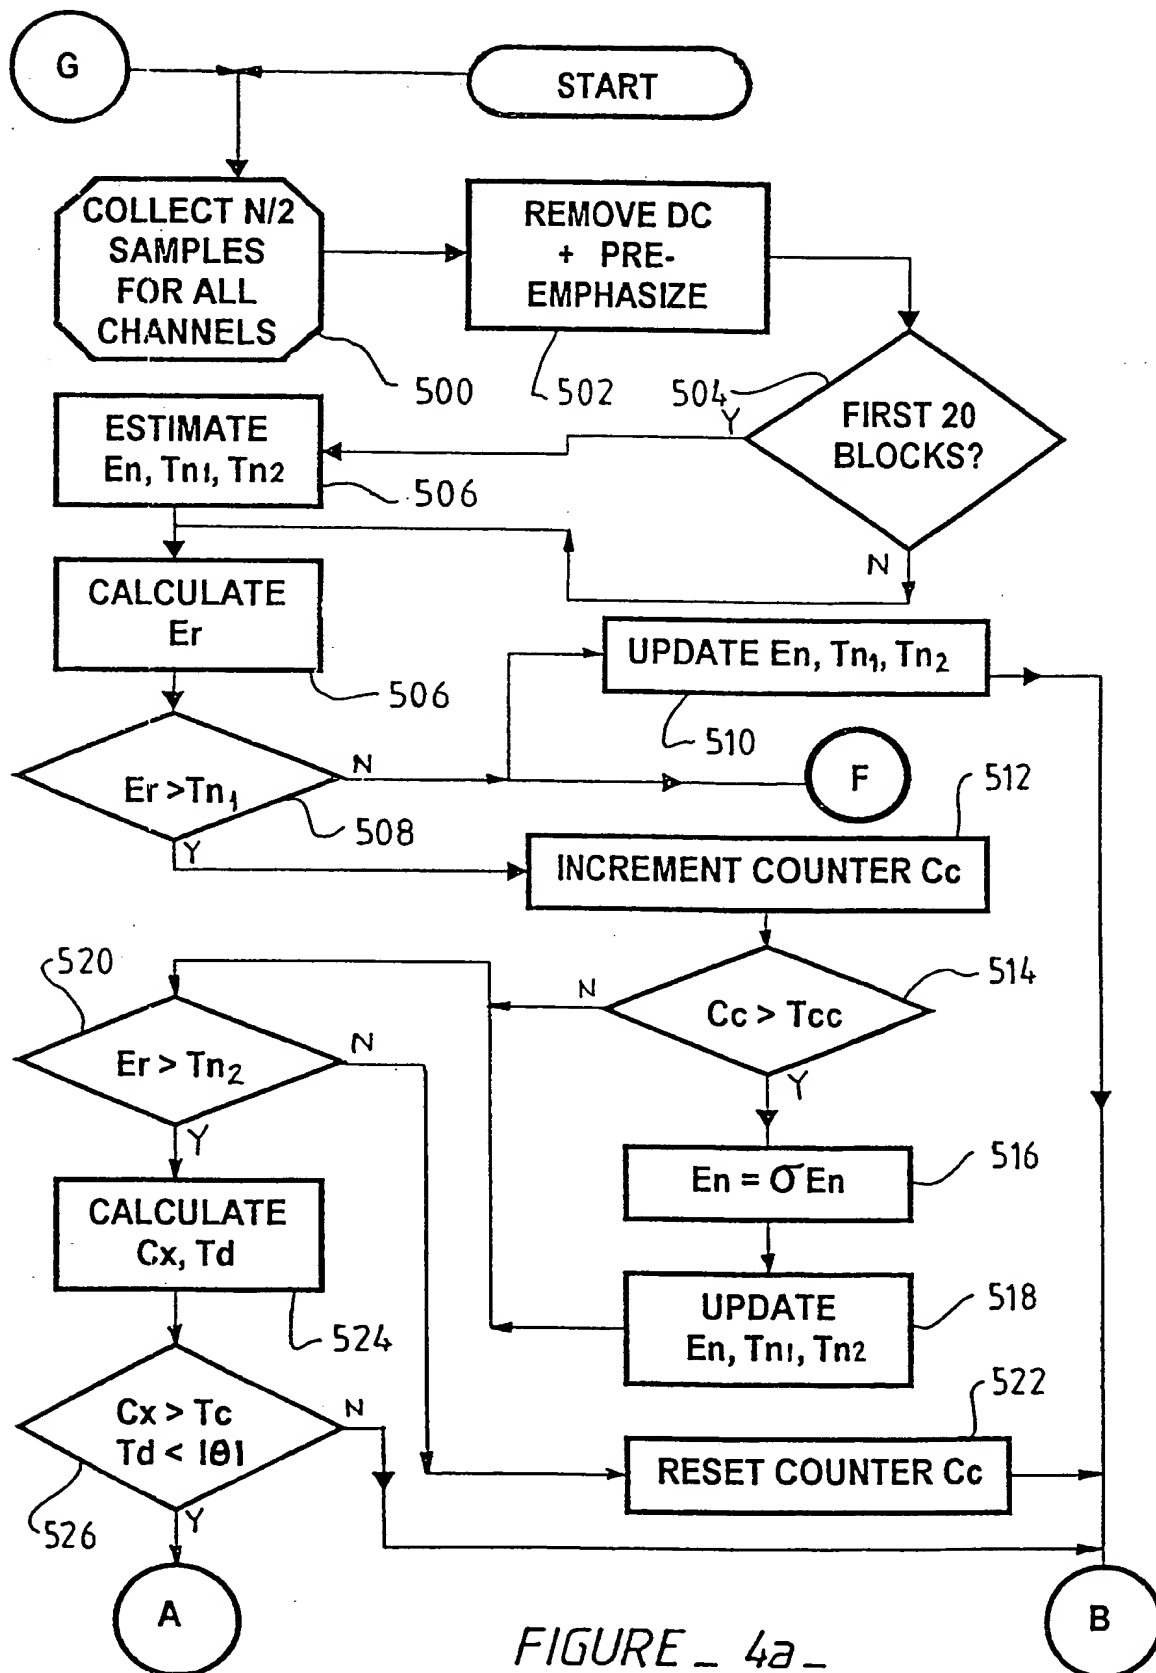 G
START
COLLECT N/2
SAMPLES
FOR ALL
CHANNELS
500
REMOVE DC
+ PRE-
EMPHASIZE
502
504
FIRST 20
BLOCKS?
Y
N
ESTIMATE
En, Tn1, Tn2
506
CALCULATE
Er
506
UPDATE En, Tn1, Tn2
510
Er >Tn1
N
Y
508
F
512
INCREMENT COUNTER Cc
514
Cc > Tcc
N
Y
520
Er > Tn2
N
Y
516
En = σ En
CALCULATE
Cx, Td
524
518
UPDATE
En, Tn1, Tn2
522
RESET COUNTER Cc
Cx > Tc
Td < |θ|
N
Y
526
A
B
FIGURE _ 4a _